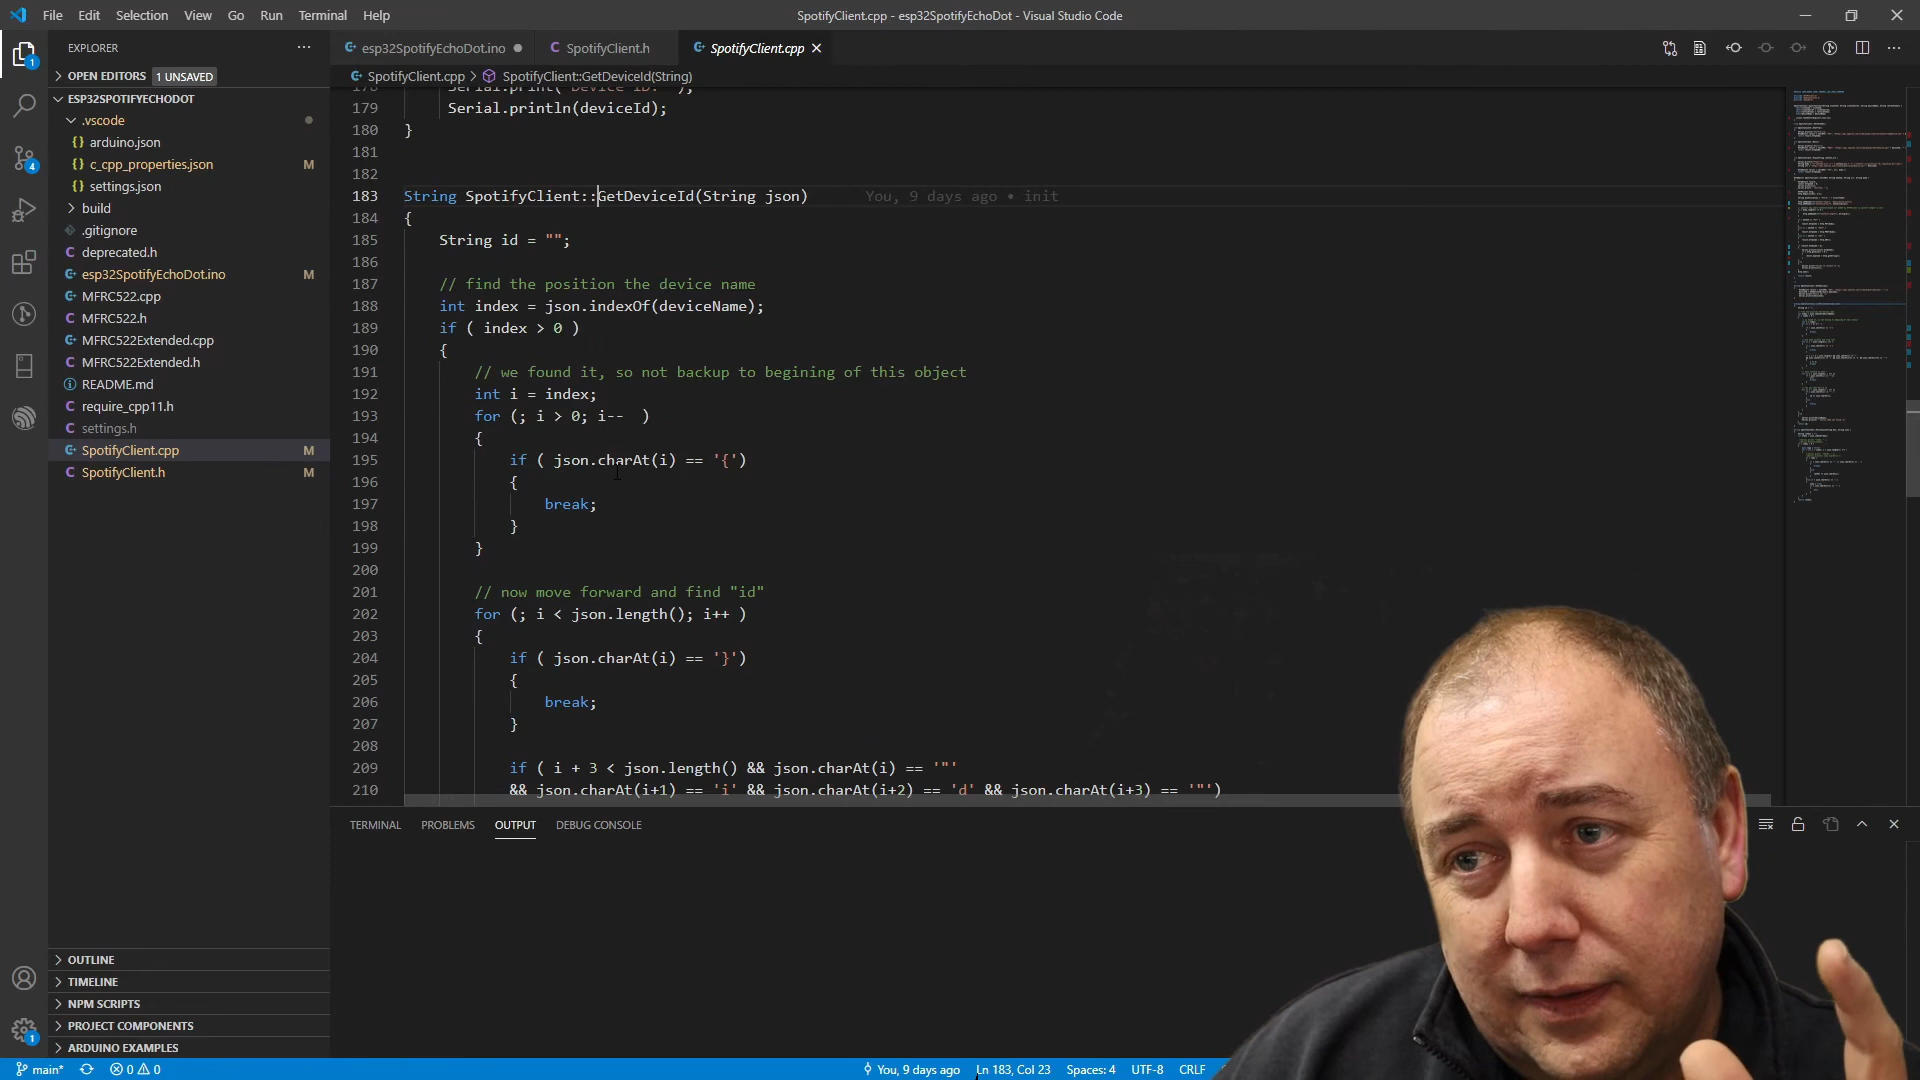 File Edit Selection View Go Run Terminal Help
SpotifyClient.cpp - esp32SpotifyEchoDot - Visual Studio Code
EXPLORER
OPEN EDITORS 1 UNSAVED
ESP32SPOTIFYECHODOT
.vscode
arduino.json
c_cpp_properties.json M
settings.json
build
.gitignore
deprecated.h
esp32SpotifyEchoDot.ino M
MFRC522.cpp
MFRC522.h
MFRC522Extended.cpp
MFRC522Extended.h
README.md
require_cpp11.h
settings.h
SpotifyClient.cpp M
SpotifyClient.h M
OUTLINE
TIMELINE
NPM SCRIPTS
PROJECT COMPONENTS
ARDUINO EXAMPLES
esp32SpotifyEchoDot.ino SpotifyClient.h SpotifyClient.cpp
SpotifyClient.cpp > SpotifyClient::GetDeviceId(String)
178 Serial.print("Device ID: ");
179 Serial.println(deviceId);
180 }
181
182
183 String SpotifyClient::GetDeviceId(String json) You, 9 days ago • init
184 {
185 String id = "";
186
187 // find the position the device name
188 int index = json.indexOf(deviceName);
189 if ( index > 0 )
190 {
191 // we found it, so not backup to begining of this object
192 int i = index;
193 for (; i > 0; i-- )
194 {
195 if ( json.charAt(i) == '{')
196 {
197 break;
198 }
199 }
200
201 // now move forward and find "id"
202 for (; i < json.length(); i++ )
203 {
204 if ( json.charAt(i) == '}')
205 {
206 break;
207 }
208
209 if ( i + 3 < json.length() && json.charAt(i) == '"'
210 && json.charAt(i+1) == 'i' && json.charAt(i+2) == 'd' && json.charAt(i+3) == '"')
TERMINAL PROBLEMS OUTPUT DEBUG CONSOLE
main* 0 0 You, 9 days ago Ln 183, Col 23 Spaces: 4 UTF-8 CRLF